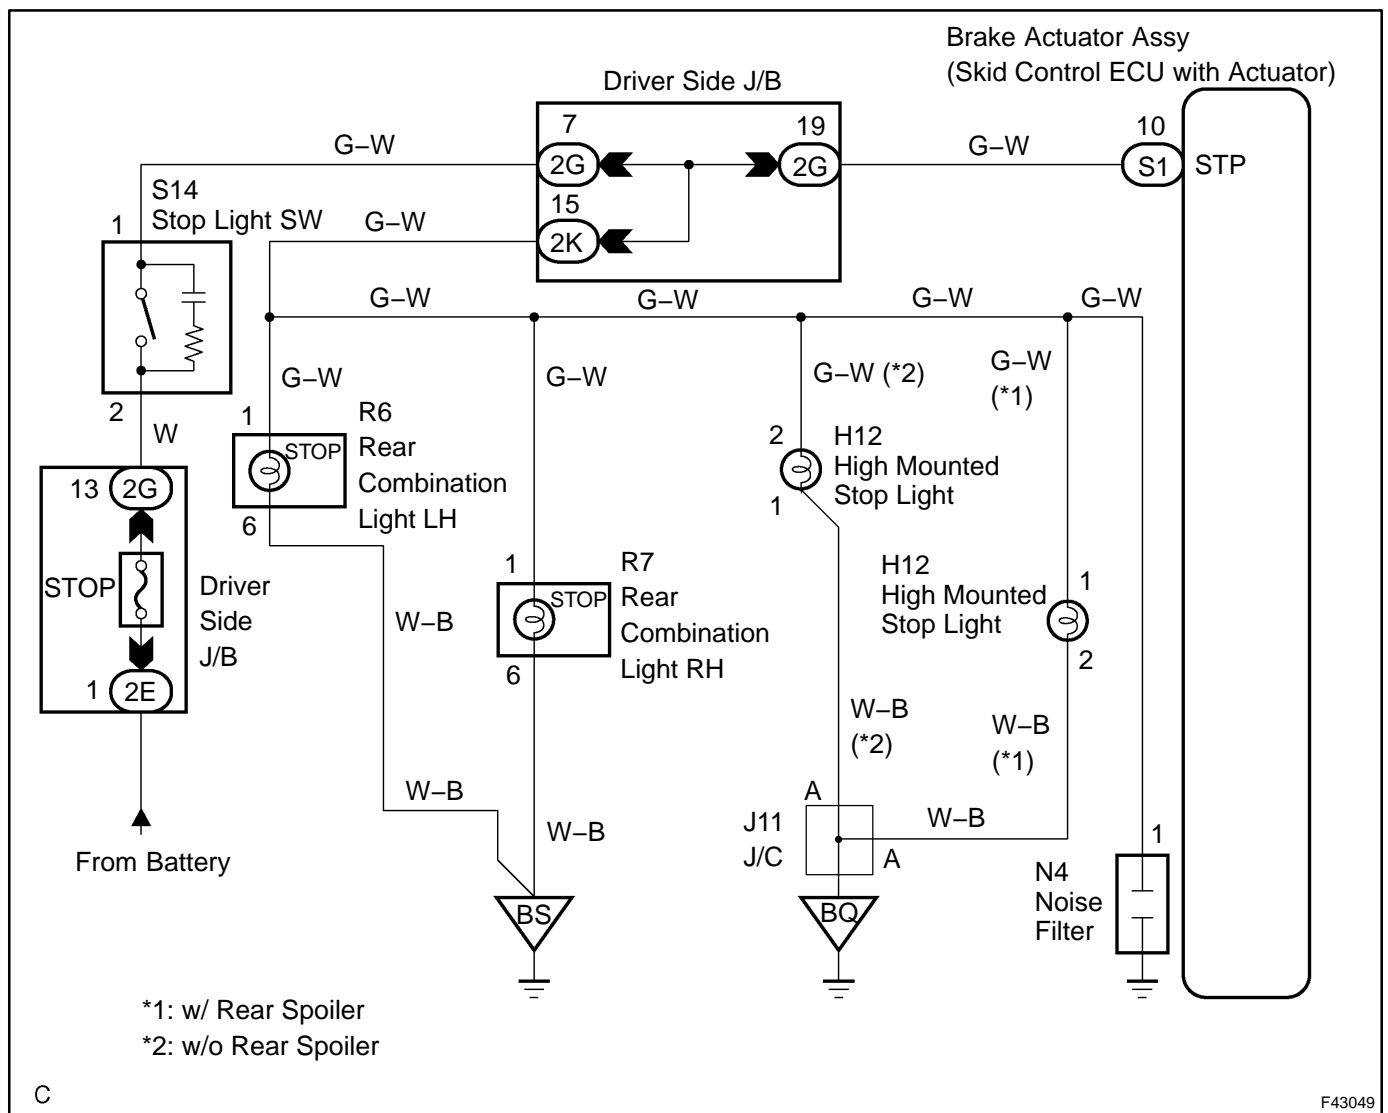 Brake Actuator Assy
(Skid Control ECU with Actuator)
Driver Side J/B
7
19
10
G–W
2G
2G
G–W
S1
STP
S14
Stop Light SW
1
15
G–W
2K
G–W
G–W
G–W
G–W
G–W
G–W
G–W (*2)
G–W
(*1)
2
W
1
R6
Rear
Combination
Light LH
STOP
6
2
H12
High Mounted
Stop Light
1
13
2G
STOP
Driver
Side
J/B
1
2E
From Battery
W–B
1
R7
Rear
Combination
Light RH
STOP
6
H12
High Mounted
Stop Light
1
2
W–B
(*2)
W–B
(*1)
W–B
W–B
A
J11
J/C
W–B
A
1
N4
Noise
Filter
BS
BQ
*1: w/ Rear Spoiler
*2: w/o Rear Spoiler
C
F43049